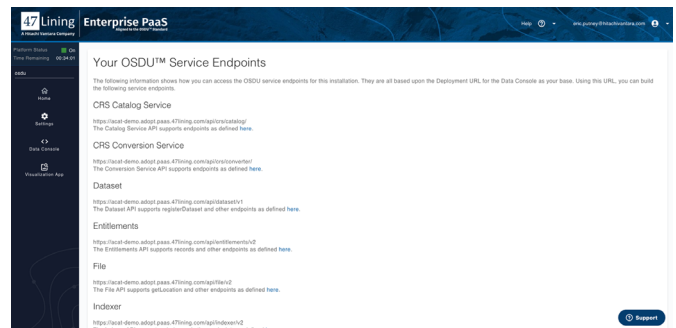 47 Lining
A Hitachi Vantara Company
Enterprise PaaS
Aligned to the OSDU™ Standard
Help
eric.putney@hitachivantara.com
Platform Status On
Time Remaining 00:34:01
osdu
Home
Settings
Data Console
Visualization App
Your OSDU™ Service Endpoints
The following information shows how you can access the OSDU service endpoints for this installation. They are all based upon the Deployment URL for the Data Console as your base. Using this URL, you can build
the following service endpoints.
CRS Catalog Service
https://acat-demo.adopt.paas.47lining.com/api/crs/catalog/
The Catalog Service API supports endpoints as defined here.
CRS Conversion Service
https://acat-demo.adopt.paas.47lining.com/api/crs/converter/
The Conversion Service API supports endpoints as defined here.
Dataset
https://acat-demo.adopt.paas.47lining.com/api/dataset/v1
The Dataset API supports registerDataset and other endpoints as defined here.
Entitlements
https://acat-demo.adopt.paas.47lining.com/api/entitlements/v2
The Entitlements API supports records and other endpoints as defined here.
File
https://acat-demo.adopt.paas.47lining.com/api/file/v2
The File API supports getLocation and other endpoints as defined here.
Indexer
https://acat-demo.adopt.paas.47lining.com/api/indexer/v2
Support